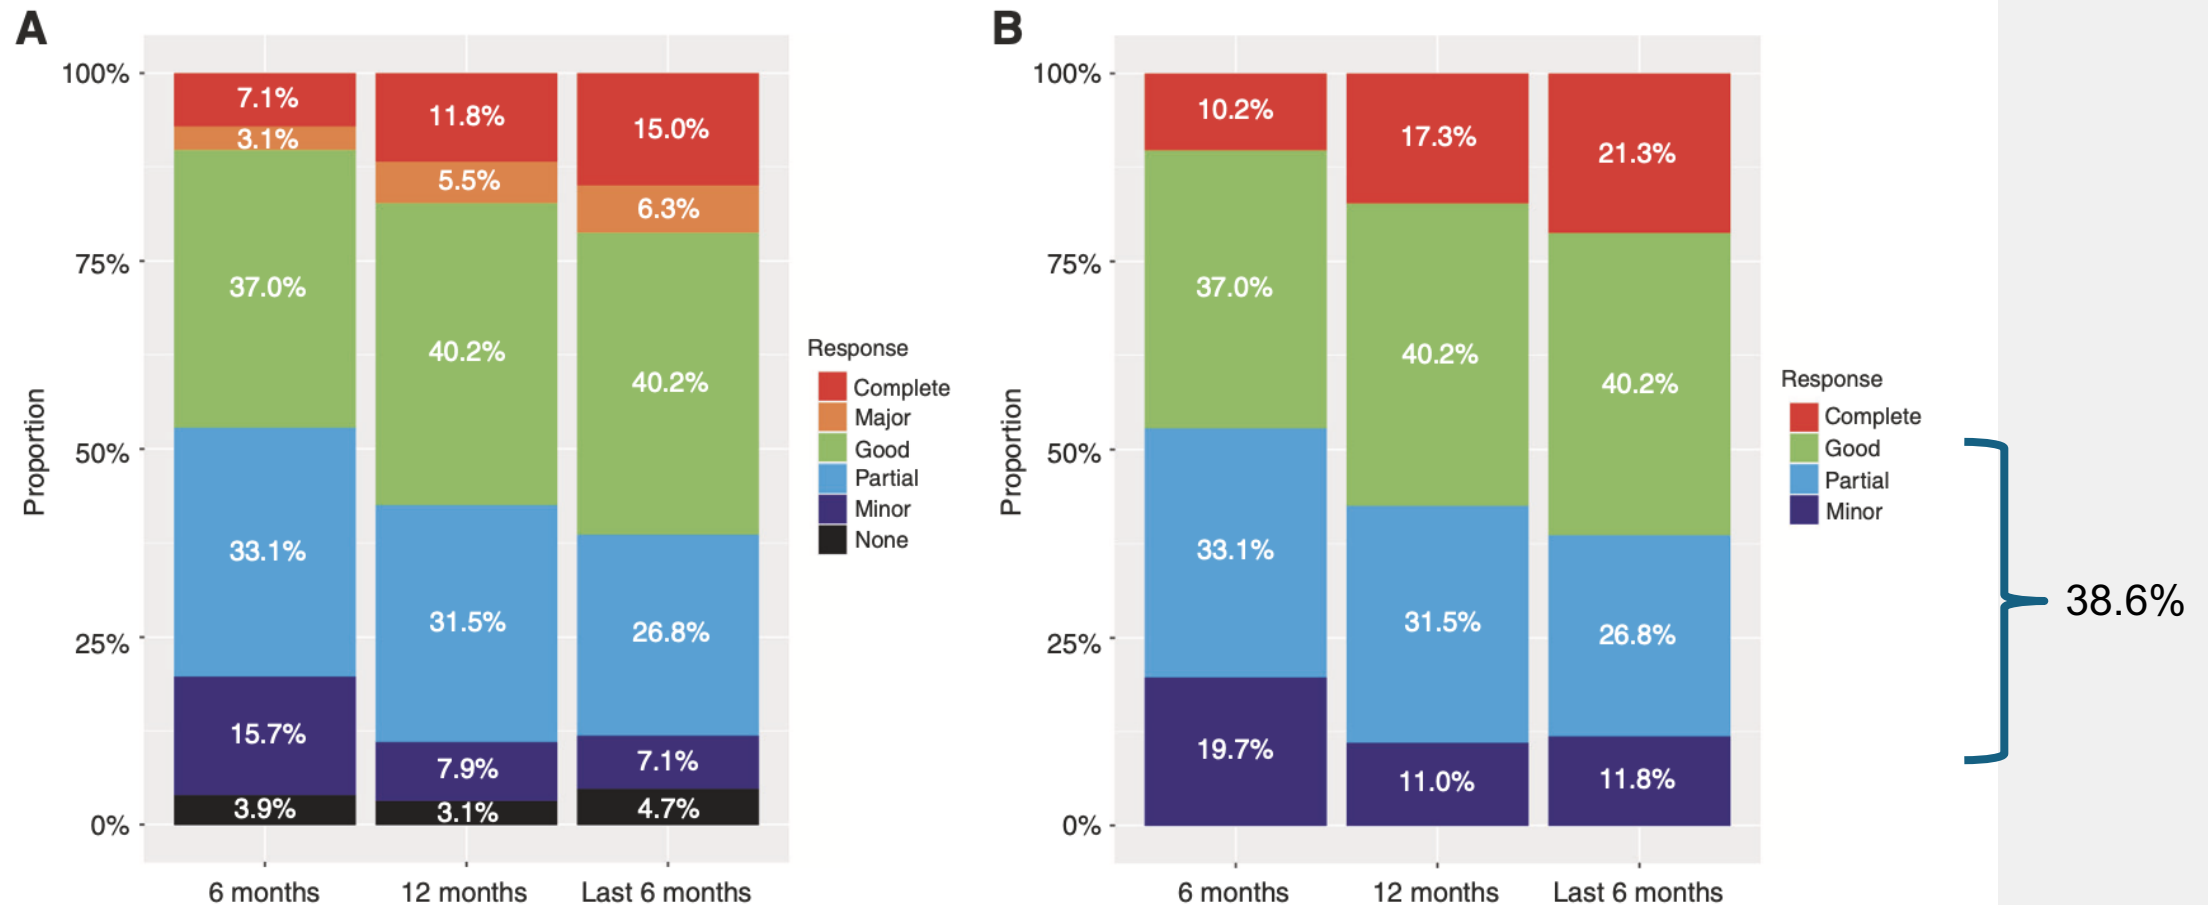 A
Proportion
100%
75%
50%
25%
0%
7.1%
3.1%
37.0%
33.1%
15.7%
3.9%
11.8%
5.5%
40.2%
31.5%
7.9%
3.1%
15.0%
6.3%
40.2%
26.8%
7.1%
4.7%
6 months
12 months
Last 6 months
Response
Complete
Major
Good
Partial
Minor
None
B
Proportion
100%
75%
50%
25%
0%
10.2%
37.0%
33.1%
19.7%
17.3%
40.2%
31.5%
11.0%
21.3%
40.2%
26.8%
11.8%
6 months
12 months
Last 6 months
Response
Complete
Good
Partial
Minor
38.6%